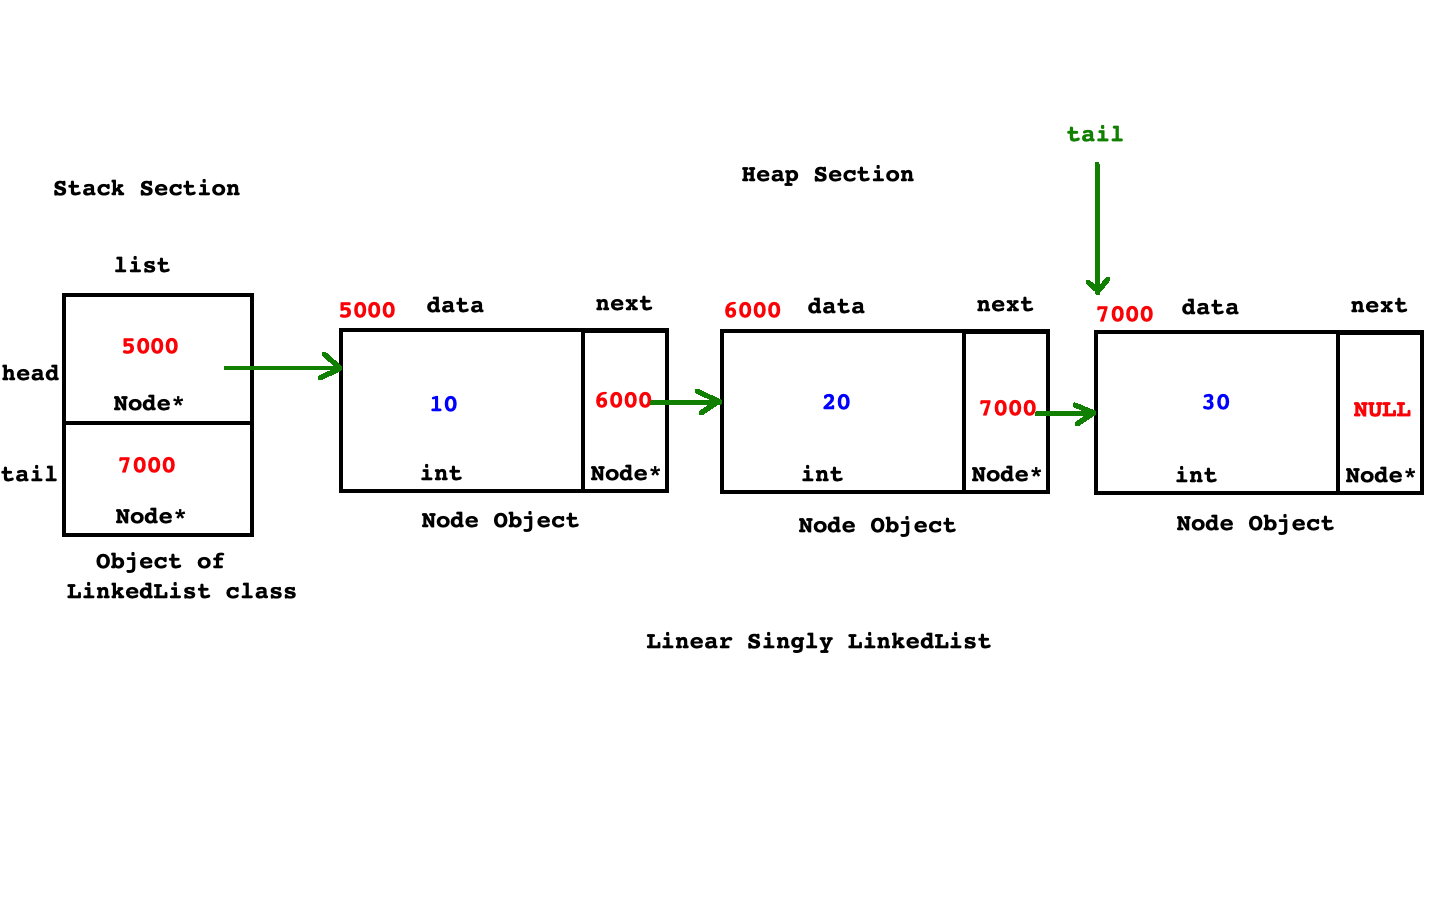 tail
Heap Section
Stack Section
list
head
5000
Node*
tail
7000
Node*
Object of
LinkedList class
5000 data next
10
6000
int
Node*
Node Object
6000 data next
20
7000
int
Node*
Node Object
7000 data next
30
NULL
int
Node*
Node Object
Linear Singly LinkedList